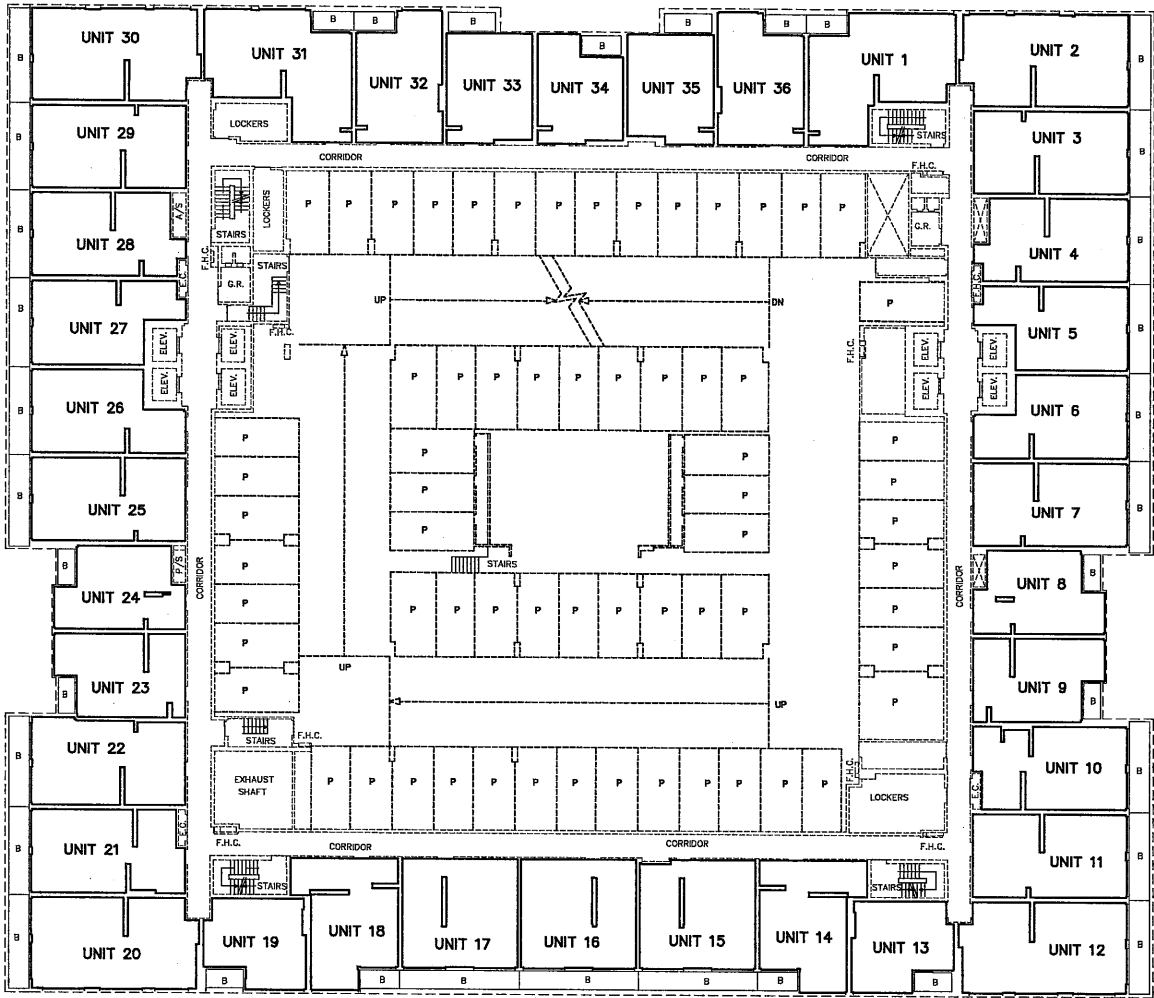 B B B B B B
UNIT 30 UNIT 31 UNIT 32 UNIT 33 UNIT 34 UNIT 35 UNIT 36 UNIT 1 UNIT 2
B B
B
LOCKERS STAIRS
UNIT 29 UNIT 3
B B
CORRIDOR CORRIDOR
F.H.C.
A/S LOCKERS P P P P P P P P P P P P P P
G.R.
STAIRS
UNIT 28 UNIT 4
B B
F.H.C. STAIRS
E.C. G.R. F.H.C.
UP DN P
UNIT 27 UNIT 5
B B
F.H.C.
ELEV. ELEV. F.H.C. ELEV. ELEV.
P P P P P P P P P
ELEV. ELEV. ELEV. ELEV.
UNIT 26 UNIT 6
B B
P P
P P
P P
P P
UNIT 25 UNIT 7
B B
P P P P
P/S STAIRS
B B
CORRIDOR CORRIDOR
UNIT 24 UNIT 8
P P
P P
P P P P P P P P P
P P
UP
UNIT 23 UNIT 9
B B
P P
UP
STAIRS F.H.C.
UNIT 22 UNIT 10
B B
EXHAUST
SHAFT
P P P P P P P P P P P P P
F.H.C.
LOCKERS
E.C. E.C.
F.H.C. CORRIDOR CORRIDOR F.H.C.
UNIT 21 UNIT 11
B B
STAIRS STAIRS
UNIT 20 UNIT 19 UNIT 18 UNIT 17 UNIT 16 UNIT 15 UNIT 14 UNIT 13 UNIT 12
B B
B B B B B B B